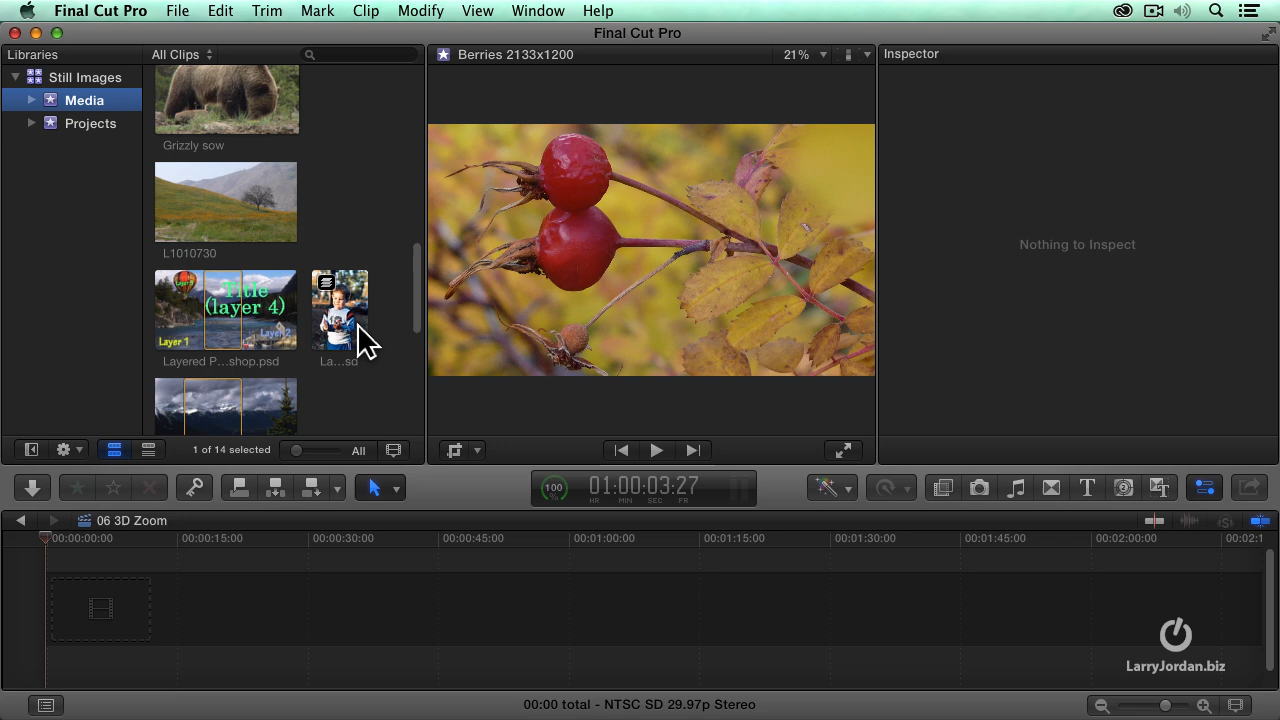 Final Cut Pro File Edit Trim Mark Clip Modify View Window Help
Final Cut Pro
Libraries
All Clips
Berries 2133x1200
21%
Inspector
Still Images
Media
Projects
Grizzly sow
L1010730
Title
(layer 4)
Layer 2
Layer 1
Layered P...shop.psd
La...sd
Nothing to Inspect
1 of 14 selected
All
100
%
01:00:03:27
HR MIN SEC FR
T
06 3D Zoom
00:00:00:00
00:00:15:00
00:00:30:00
00:00:45:00
00:01:00:00
00:01:15:00
00:01:30:00
00:01:45:00
00:02:00:00
00:02:1
LarryJordan.biz
00:00 total - NTSC SD 29.97p Stereo